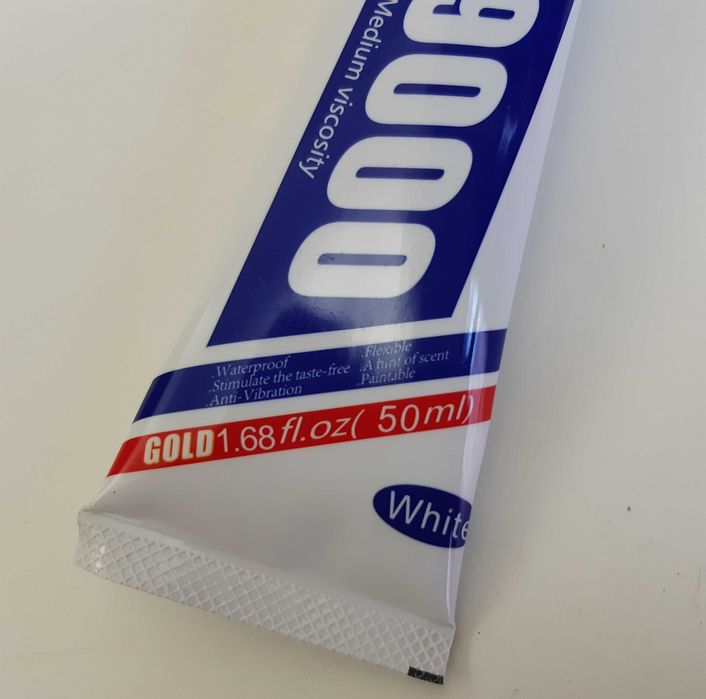 9000
Medium viscosity
.Waterproof
.Stimulate the taste-free
.Anti-Vibration
.Flexible
.A hint of scent
.Paintable
GOLD 1.68 fl.oz( 50ml)
White